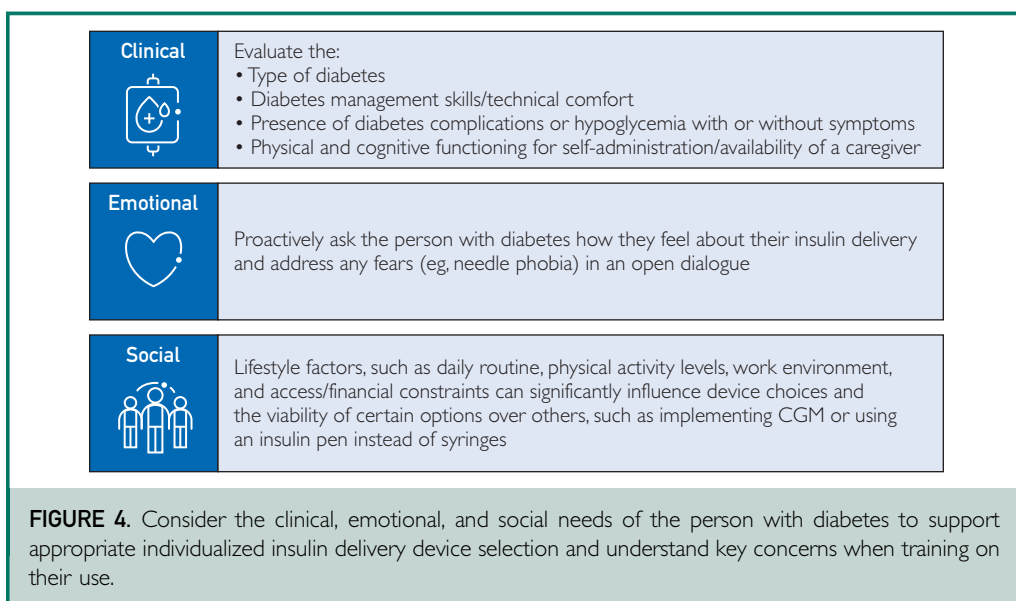 Clinical
Evaluate the:
• Type of diabetes
• Diabetes management skills/technical comfort
• Presence of diabetes complications or hypoglycemia with or without symptoms
• Physical and cognitive functioning for self-administration/availability of a caregiver
Emotional
Proactively ask the person with diabetes how they feel about their insulin delivery
and address any fears (eg, needle phobia) in an open dialogue
Social
Lifestyle factors, such as daily routine, physical activity levels, work environment,
and access/financial constraints can significantly influence device choices and
the viability of certain options over others, such as implementing CGM or using
an insulin pen instead of syringes
FIGURE 4. Consider the clinical, emotional, and social needs of the person with diabetes to support
appropriate individualized insulin delivery device selection and understand key concerns when training on
their use.